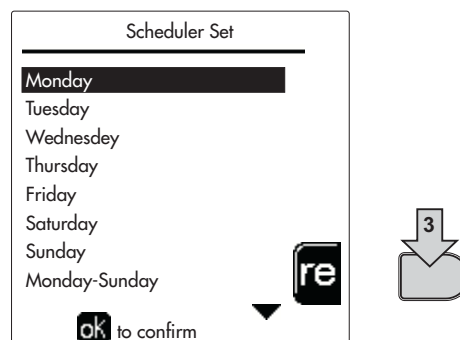 Scheduler Set
Monday
Tuesday
Wednesdey
Thursday
Friday
Saturday
Sunday
Monday-Sunday
re
ok to confirm
3